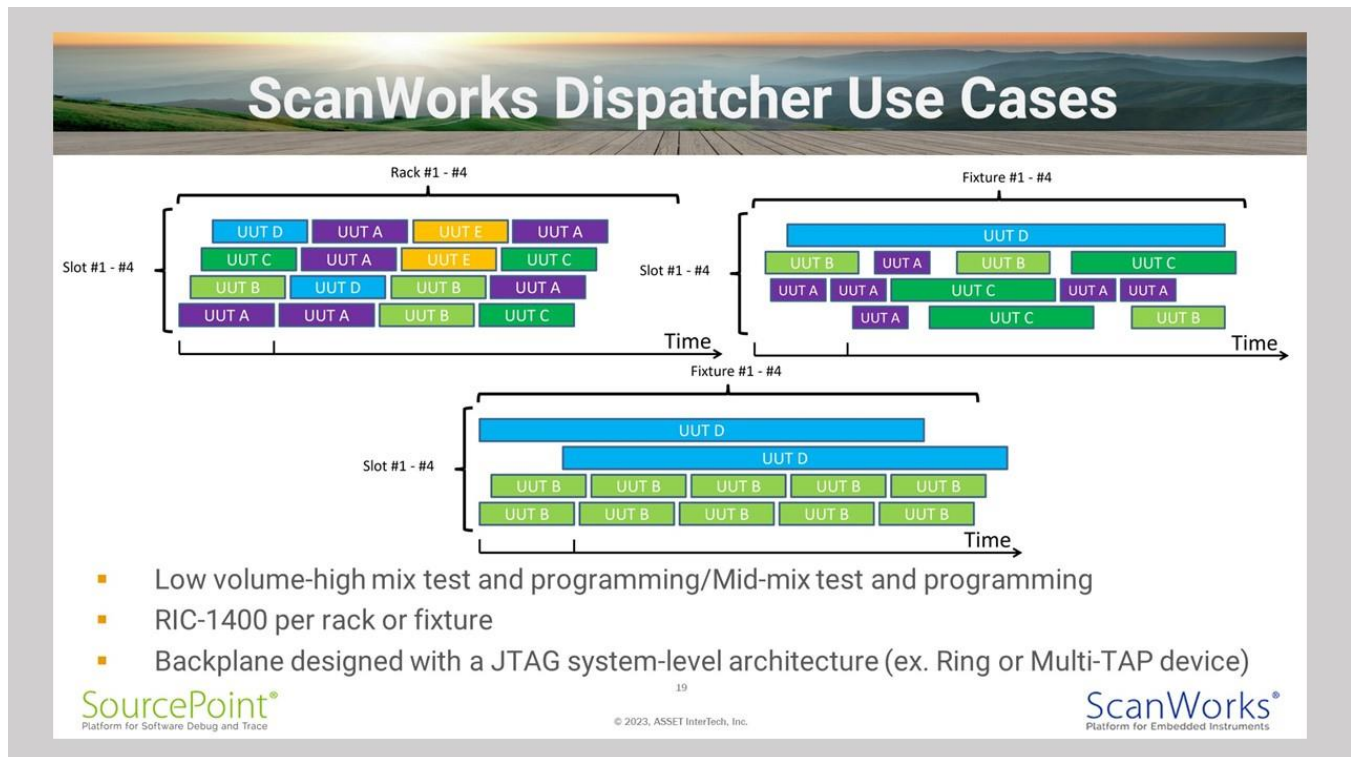 ScanWorks Dispatcher Use Cases
Rack #1 - #4
Slot #1 - #4
UUT D UUT A UUT E UUT A
UUT C UUT A UUT E UUT C
UUT B UUT D UUT B UUT A
UUT A UUT A UUT B UUT C
Time
Fixture #1 - #4
Slot #1 - #4
UUT D
UUT B UUT A UUT B UUT C
UUT A UUT A UUT C UUT A UUT A
UUT A UUT C UUT B
Time
Fixture #1 - #4
Slot #1 - #4
UUT D
UUT D
UUT B UUT B UUT B UUT B UUT B
UUT B UUT B UUT B UUT B UUT B
Time
▪ Low volume-high mix test and programming/Mid-mix test and programming
▪ RIC-1400 per rack or fixture
▪ Backplane designed with a JTAG system-level architecture (ex. Ring or Multi-TAP device)
SourcePoint®
Platform for Software Debug and Trace
19
© 2023, ASSET InterTech, Inc.
ScanWorks®
Platform for Embedded Instruments